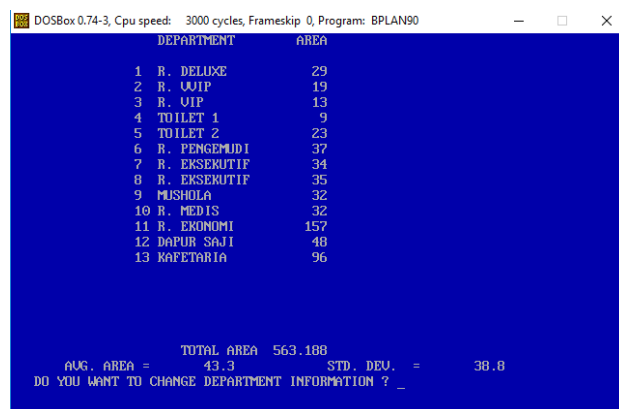 DOSBox 0.74-3, Cpu speed: 3000 cycles, Frameskip 0, Program: BPLAN90
DEPARTMENT AREA
1 R. DELUXE 29
2 R. VVIP 19
3 R. VIP 13
4 TOILET 1 9
5 TOILET 2 23
6 R. PENGEMUDI 37
7 R. EKSEKUTIF 34
8 R. EKSEKUTIF 35
9 MUSHOLA 32
10 R. MEDIS 32
11 R. EKONOMI 157
12 DAPUR SAJI 48
13 KAFETARIA 96
TOTAL AREA 563.188
AVG. AREA = 43.3 STD. DEV. = 38.8
DO YOU WANT TO CHANGE DEPARTMENT INFORMATION ? _